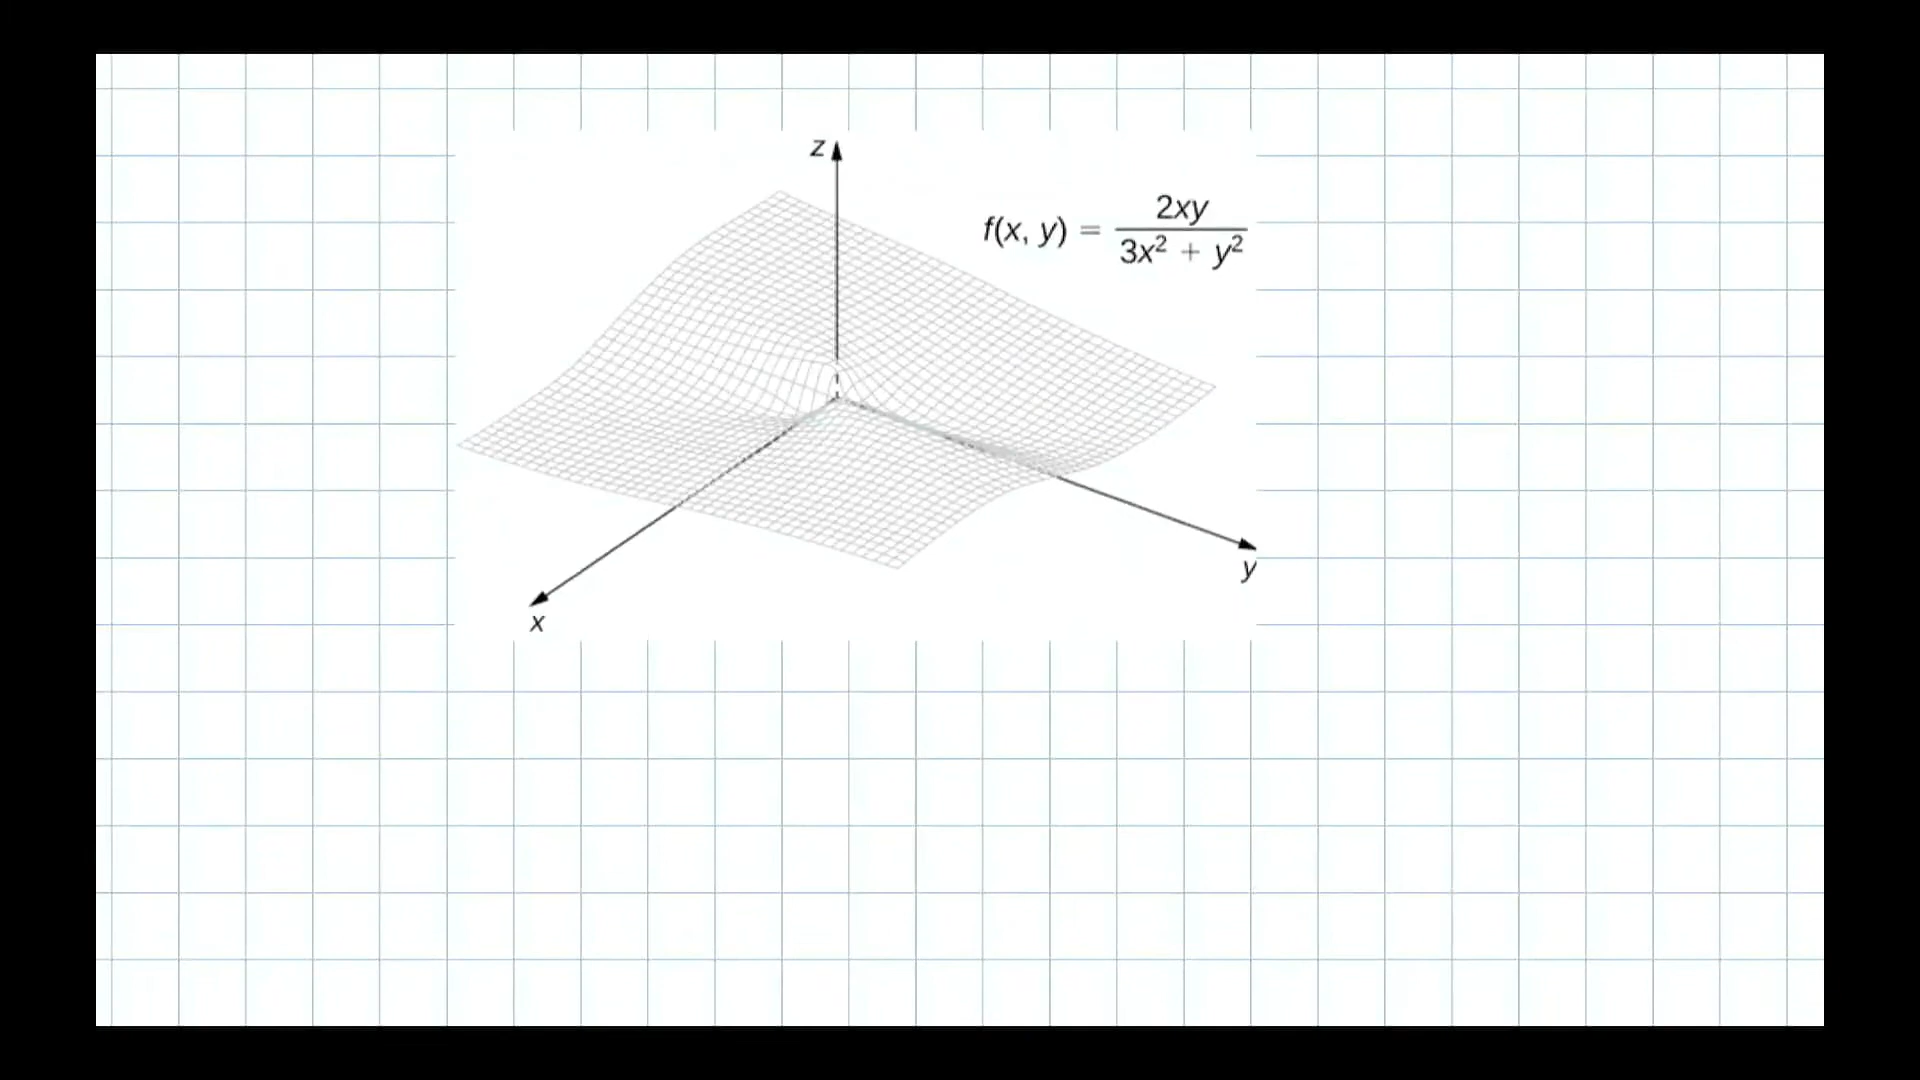 z
f(x, y) = 2xy / 3x² + y²
y
x